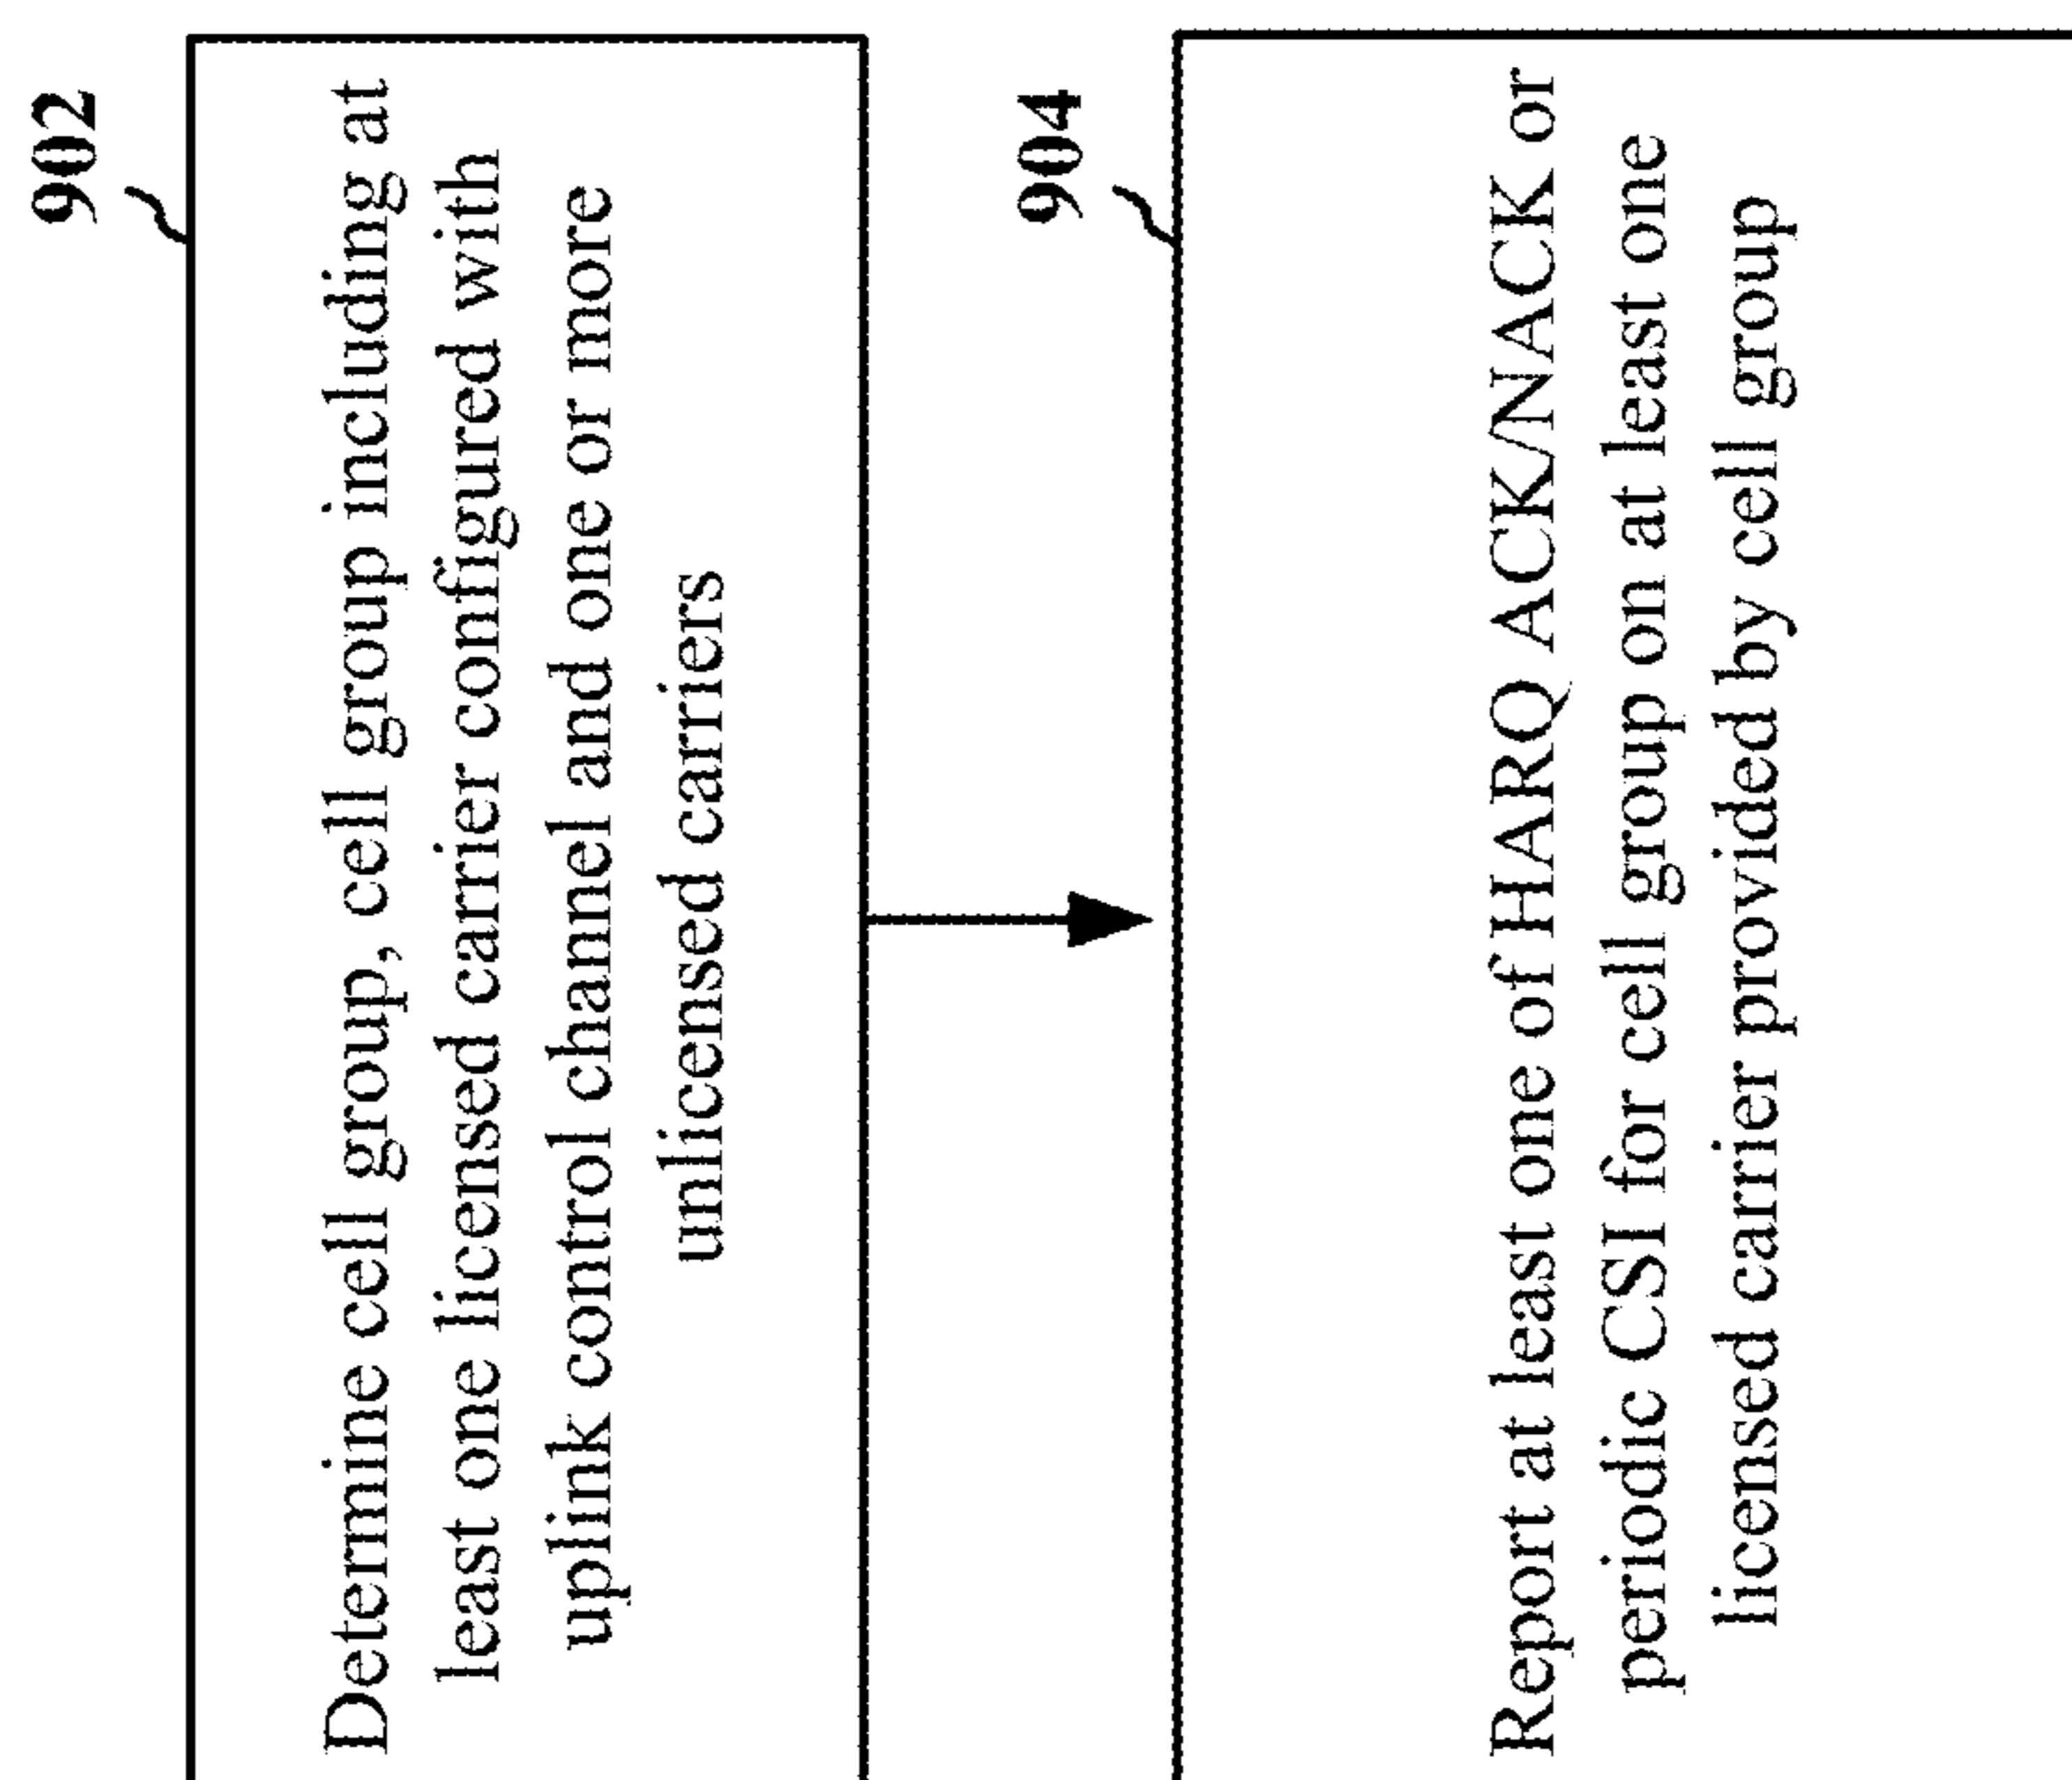 902
Determine cell group, cell group including at
least one licensed carrier configured with
uplink control channel and one or more
unlicensed carriers
904
Report at least one of HARQ ACK/NACK or
periodic CSI for cell group on at least one
licensed carrier provided by cell group